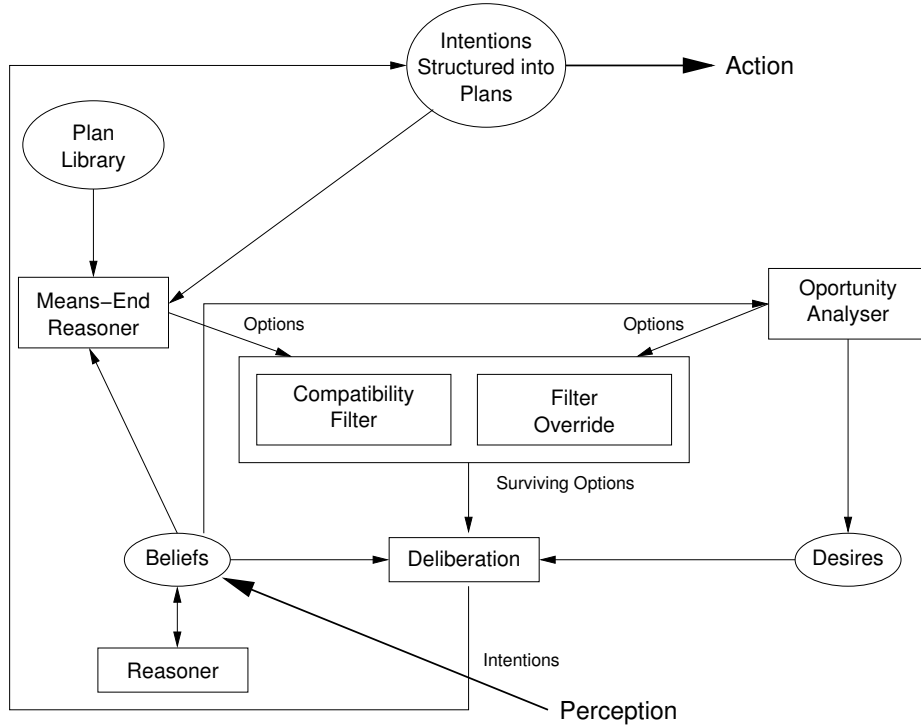 Intentions
Structured into
Plans
Action
Plan
Library
Means-End
Reasoner
Oportunity
Analyser
Options
Options
Compatibility
Filter
Filter
Override
Surviving Options
Beliefs
Deliberation
Desires
Reasoner
Intentions
Perception